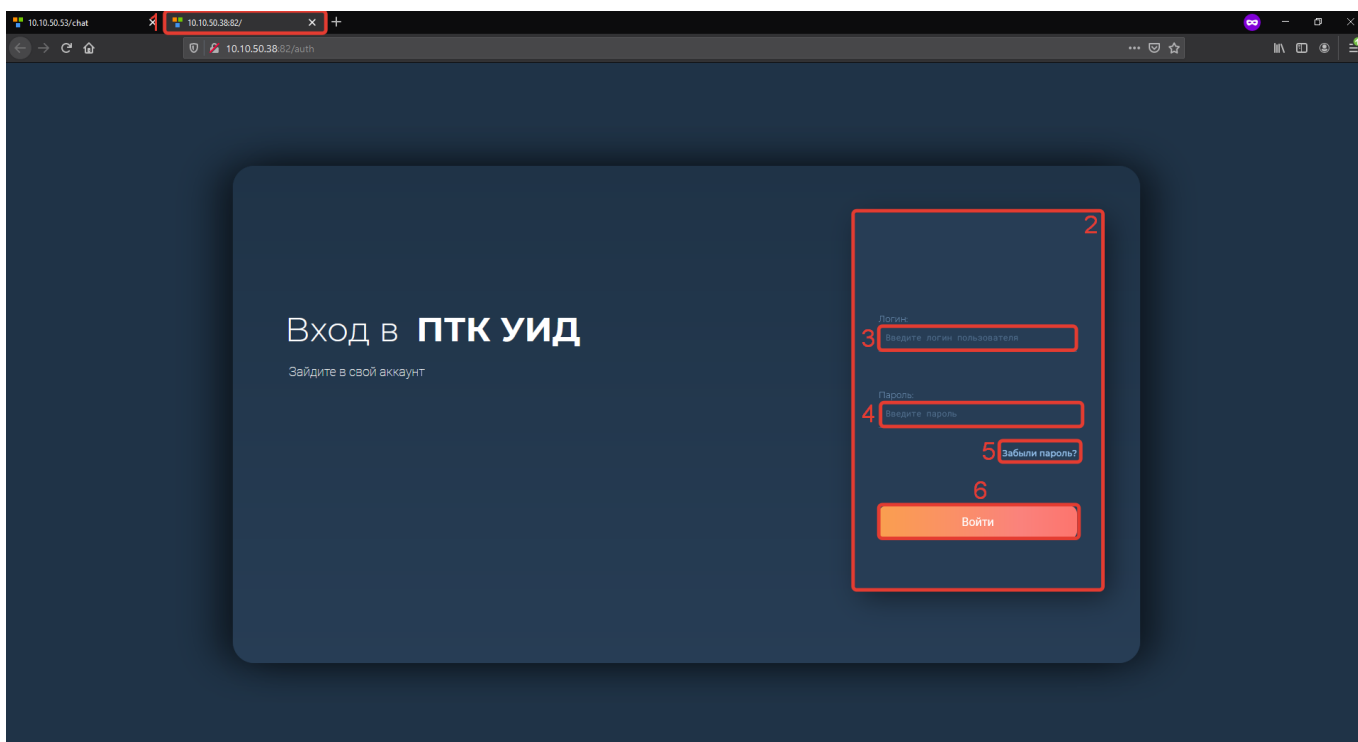 10.10.50.53/chat
1
10.10.50.38:82/
10.10.50.38:82/auth
2
Вход в ПТК УИД
Зайдите в свой аккаунт
Логин:
3
Введите логин пользователя
Пароль:
4
Введите пароль
5
Забыли пароль?
6
Войти